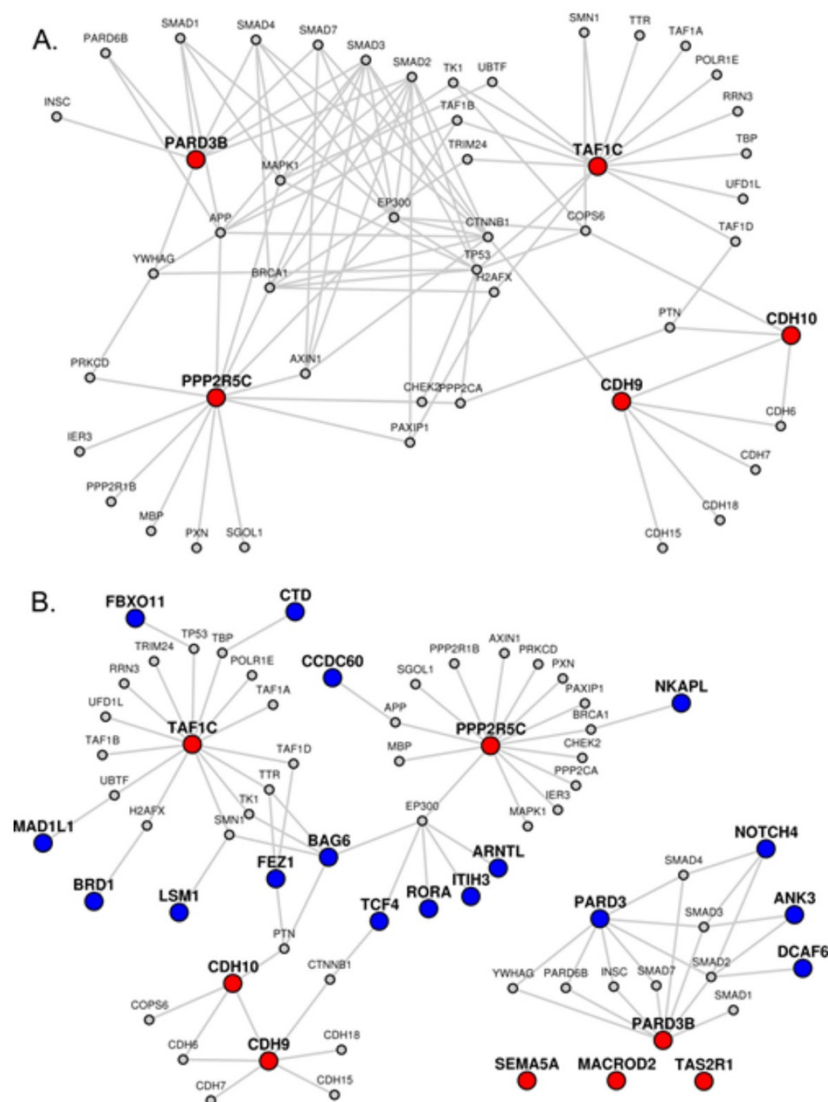 A.
SMAD1
SMAD4
SMAD7
SMAD3
SMAD2
PARD6B
INSC
PARD3B
MAPK1
APP
YWHAG
BRCA1
EP300
CTNNB1
TP53
H2AFX
TK1
UBTF
TAF1B
TRIM24
SMN1
TTR
TAF1A
POLR1E
RRN3
TBP
UFD1L
TAF1D
TAF1C
COPS6
PTN
CDH10
CDH9
CDH6
CDH7
CDH18
CDH15
PRKCD
PPP2R5C
AXIN1
CHEK2
PPP2CA
PAXIP1
IER3
PPP2R1B
MBP
PXN
SGOL1
B.
FBXO11
CTD
TP53
TBP
TRIM24
POLR1E
RRN3
TAF1A
UFD1L
TAF1C
TAF1B
TAF1D
UBTF
TTR
TK1
H2AFX
SMN1
MAD1L1
BRD1
LSM1
FEZ1
BAG6
CCDC60
APP
MBP
SGOL1
PPP2R1B
AXIN1
PRKCD
PXN
PAXIP1
BRCA1
NKAPL
PPP2R5C
CHEK2
PPP2CA
IER3
MAPK1
EP300
ARNTL
ITIH3
RORA
TCF4
PTN
CTNNB1
CDH10
COPS6
CDH6
CDH9
CDH18
CDH7
CDH15
NOTCH4
SMAD4
PARD3
ANK3
SMAD3
DCAF6
SMAD2
YWHAG
PARD6B
INSC
SMAD7
SMAD1
PARD3B
SEMA5A
MACROD2
TAS2R1